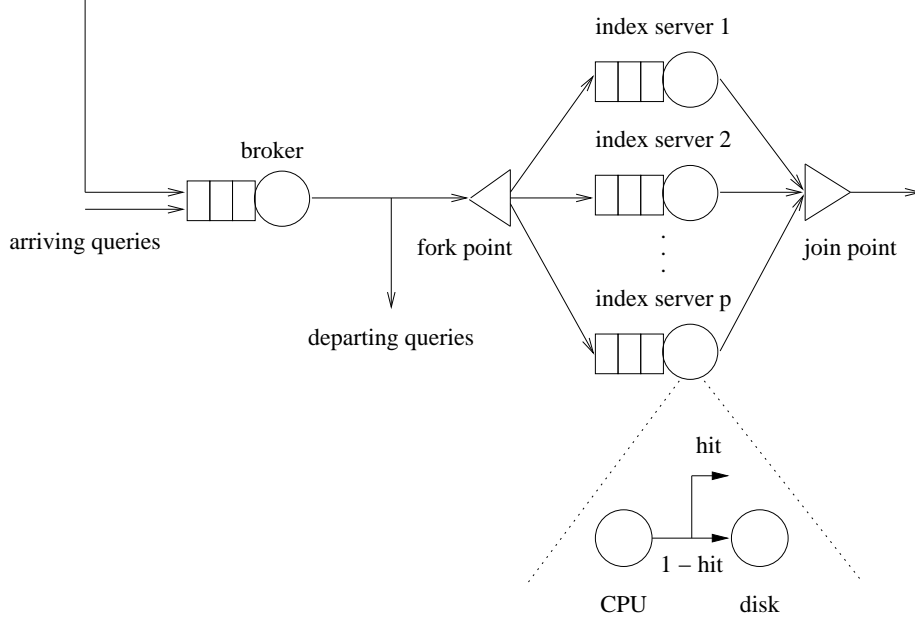 index server 1
broker
index server 2
arriving queries
fork point
join point
index server p
departing queries
hit
1 – hit
CPU
disk